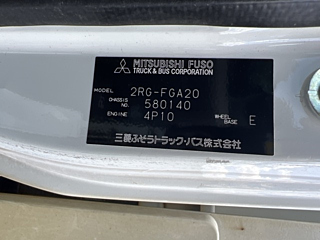 MITSUBISHI FUSO
TRUCK & BUS CORPORATION
MODEL 2RG-FGA20
CHASSIS NO. 580140
ENGINE 4P10 WHEEL BASE E
三菱ふそうトラック・バス株式会社